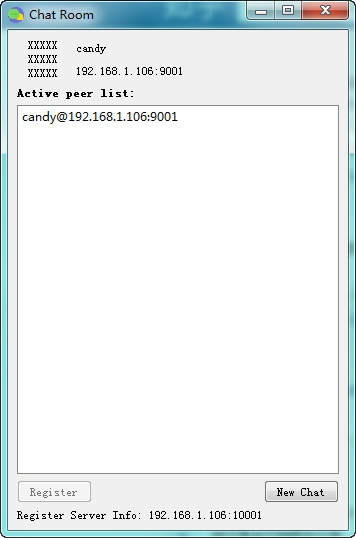 Chat Room
XXXXX
XXXXX candy
XXXXX 192.168.1.106:9001
Active peer list:
candy@192.168.1.106:9001
Register New Chat
Register Server Info: 192.168.1.106:10001